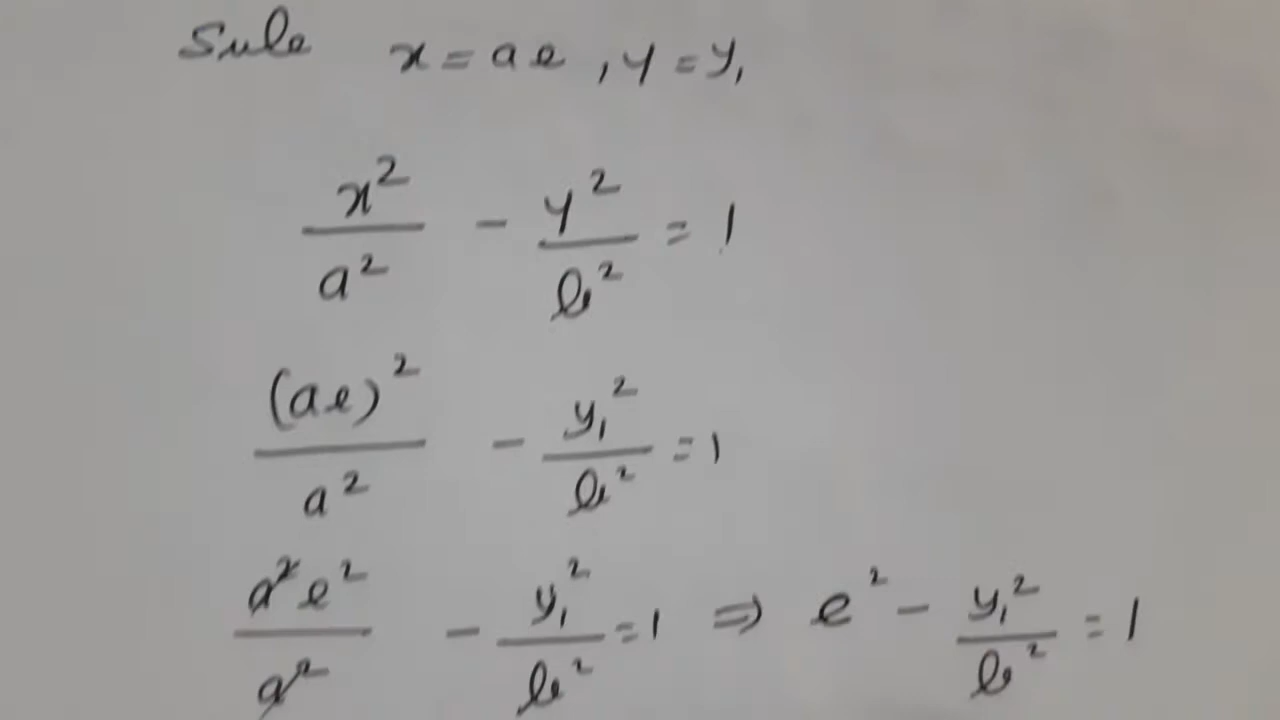 Sule x = ae , y = y₁
x²/a² - y²/b² = 1
(ae)²/a² - y₁²/b² = 1
a²e²/a² - y₁²/b² = 1 ⇒ e² - y₁²/b² = 1